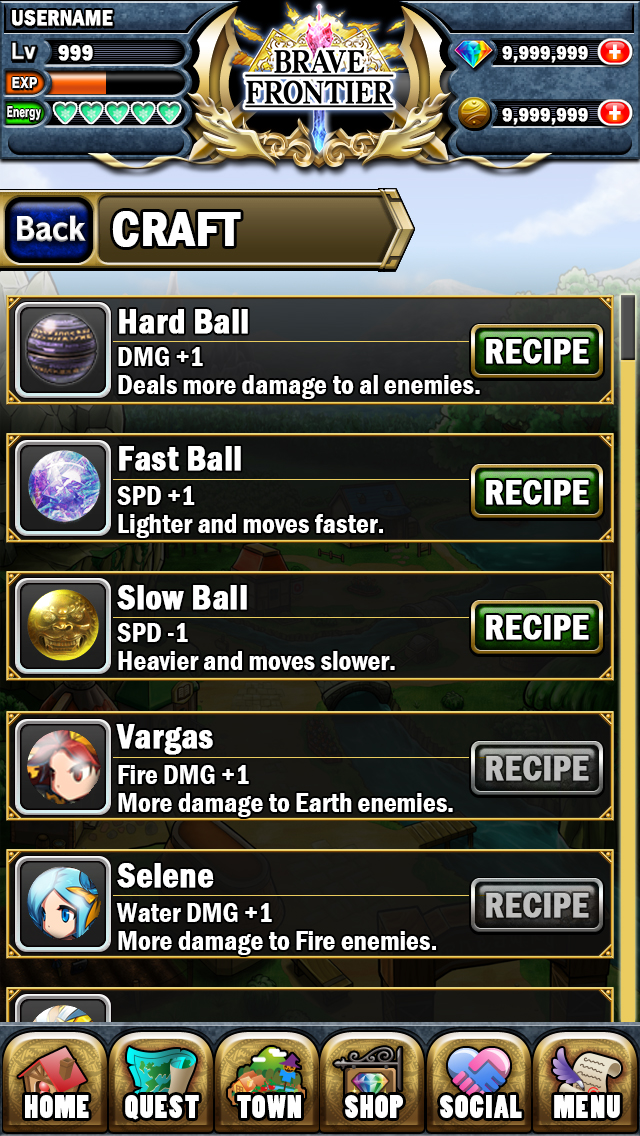 USERNAME
Lv 999
EXP
Energy
BRAVE
FRONTIER
9,999,999
9,999,999
Back
CRAFT
Hard Ball
DMG +1
Deals more damage to al enemies.
RECIPE
Fast Ball
SPD +1
Lighter and moves faster.
RECIPE
Slow Ball
SPD -1
Heavier and moves slower.
RECIPE
Vargas
Fire DMG +1
More damage to Earth enemies.
RECIPE
Selene
Water DMG +1
More damage to Fire enemies.
RECIPE
HOME
QUEST
TOWN
SHOP
SOCIAL
MENU